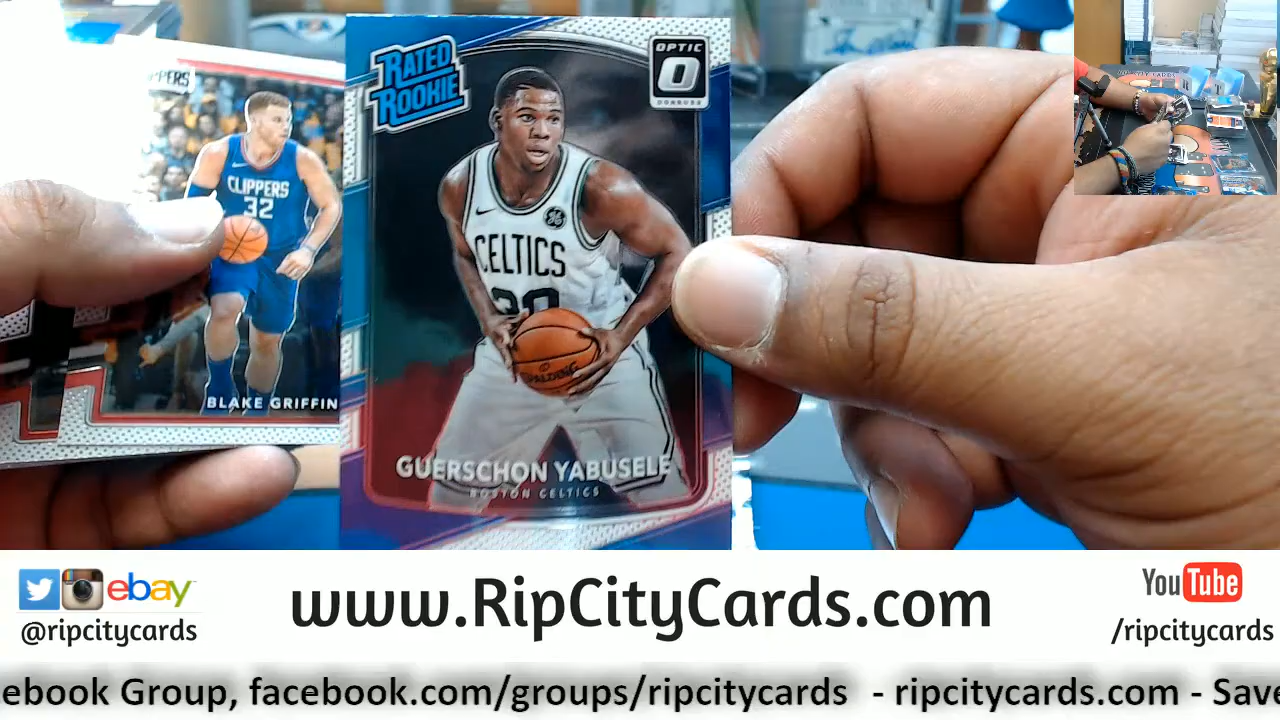 RATED
ROOKIE
OPTIC
DONRUSS
CLIPPERS
32
BLAKE GRIFFIN
CELTICS
SPALDING
GUERSCHON YABUSELE
BOSTON CELTICS
ebay
@ripcitycards
www.RipCityCards.com
YouTube
/ripcitycards
ebook Group, facebook.com/groups/ripcitycards - ripcitycards.com - Save